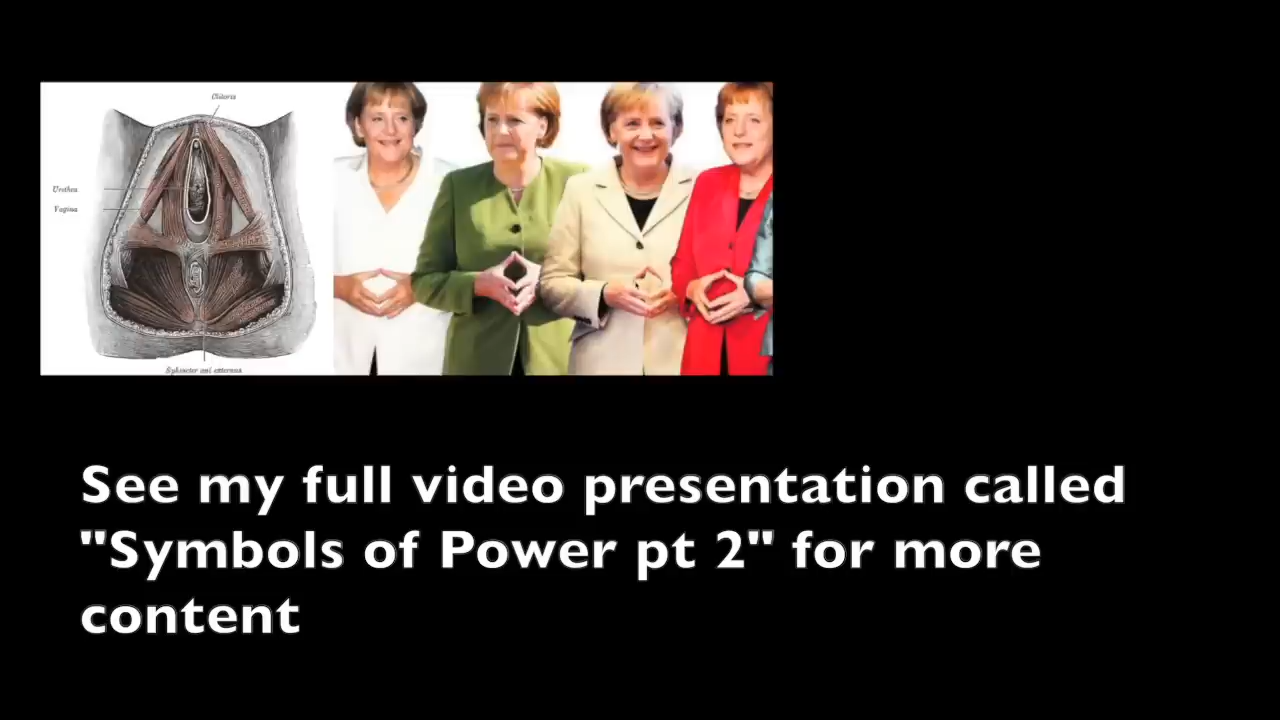 Clitoris
Urethra
Vagina
Sphincter ani externus
See my full video presentation called
"Symbols of Power pt 2" for more
content